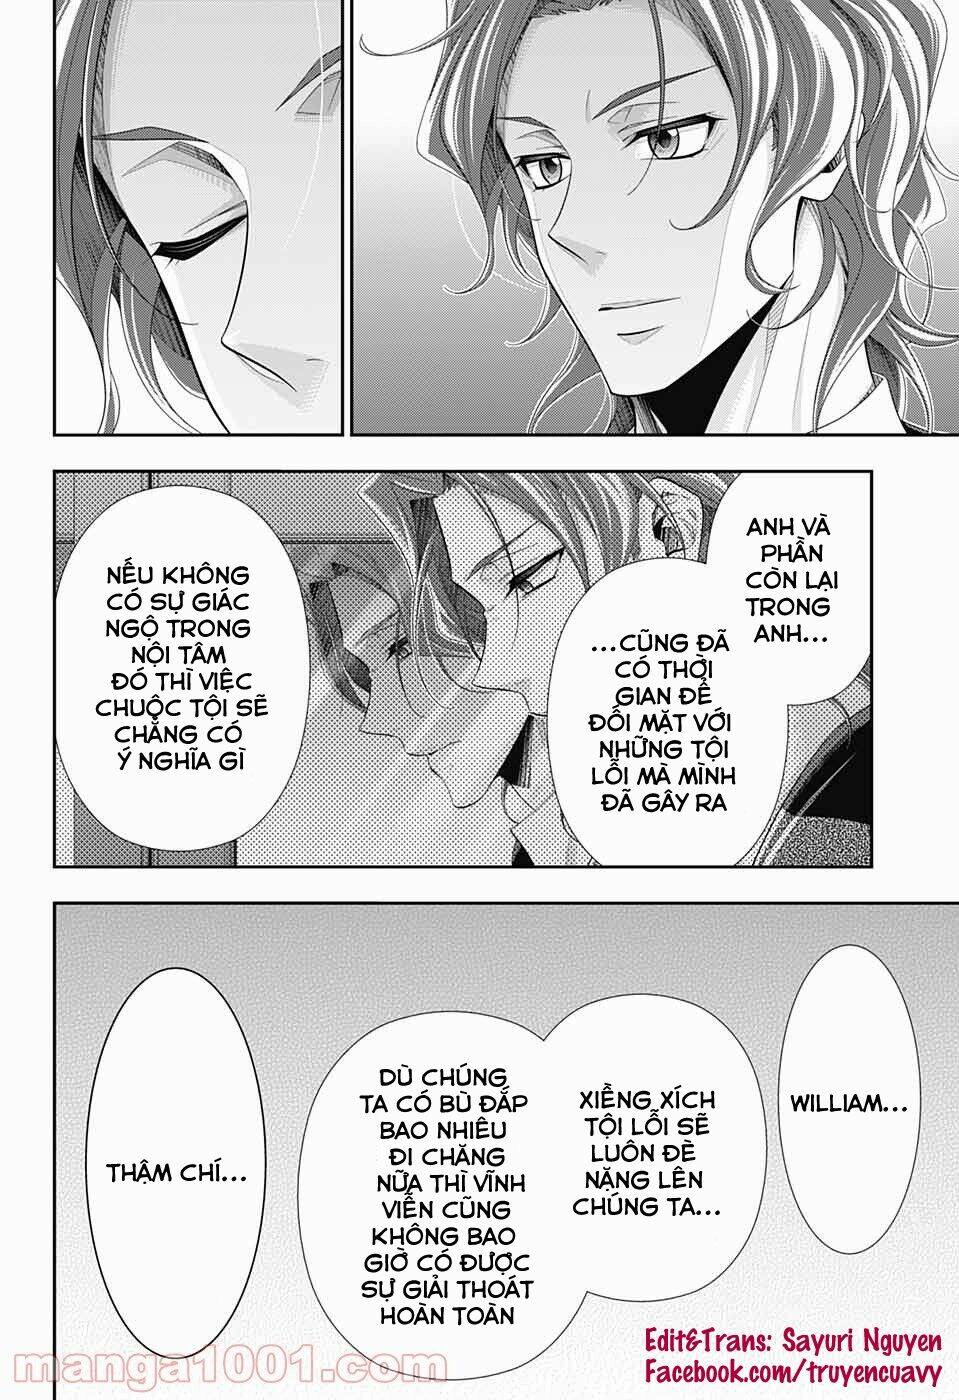 ANH VÀ
PHẦN
CÒN LẠI
TRONG
ANH...
...CŨNG ĐÃ
CÓ THỜI
GIAN ĐỂ
ĐỐI MẶT VỚI
NHỮNG TỘI
LỖI MÀ MÌNH
ĐÃ GÂY RA
NẾU KHÔNG
CÓ SỰ GIÁC
NGỘ TRONG
NỘI TÂM
ĐÓ THÌ VIỆC
CHUỘC TỘI SẼ
CHẲNG CÓ
Ý NGHĨA GÌ
WILLIAM...
XIỀNG XÍCH
TỘI LỖI SẼ
LUÔN ĐÈ
NẶNG LÊN
CHÚNG TA...
DÙ CHÚNG
TA CÓ BÙ ĐẮP
BAO NHIÊU
ĐI CHĂNG
NỮA THÌ VĨNH
VIỄN CŨNG
KHÔNG BAO
GIỜ CÓ ĐƯỢC
SỰ GIẢI THOÁT
HOÀN TOÀN
THẬM CHÍ...
Edit&Trans: Sayuri Nguyen
Facebook.com/truyencuavy
manga1001.com